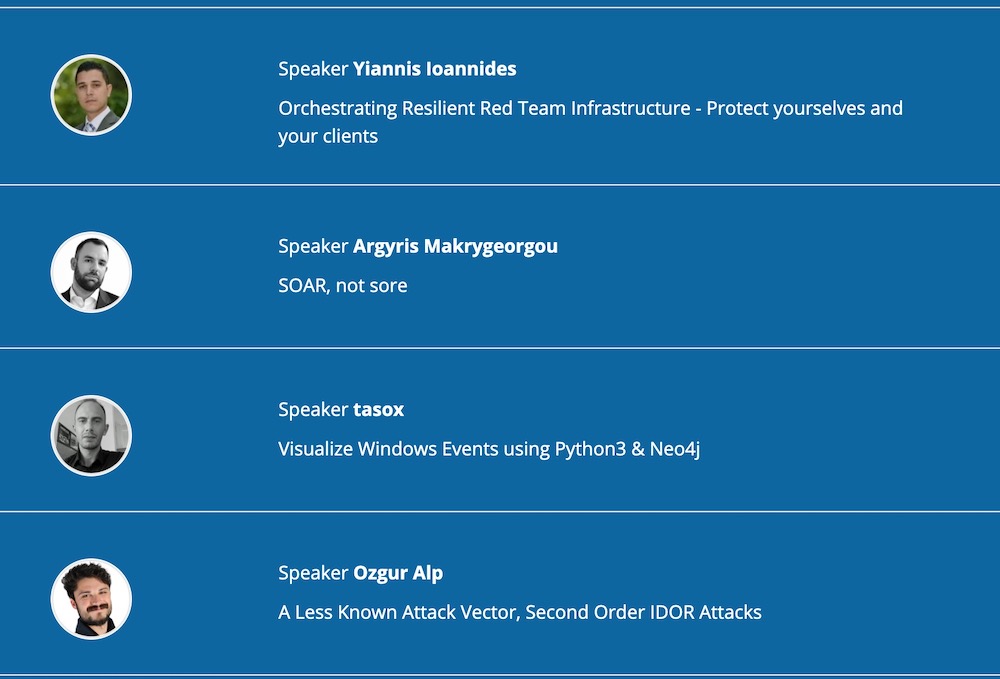 Speaker Yiannis Ioannides
Orchestrating Resilient Red Team Infrastructure - Protect yourselves and
your clients
Speaker Argyris Makrygeorgou
SOAR, not sore
Speaker tasox
Visualize Windows Events using Python3 & Neo4j
Speaker Ozgur Alp
A Less Known Attack Vector, Second Order IDOR Attacks